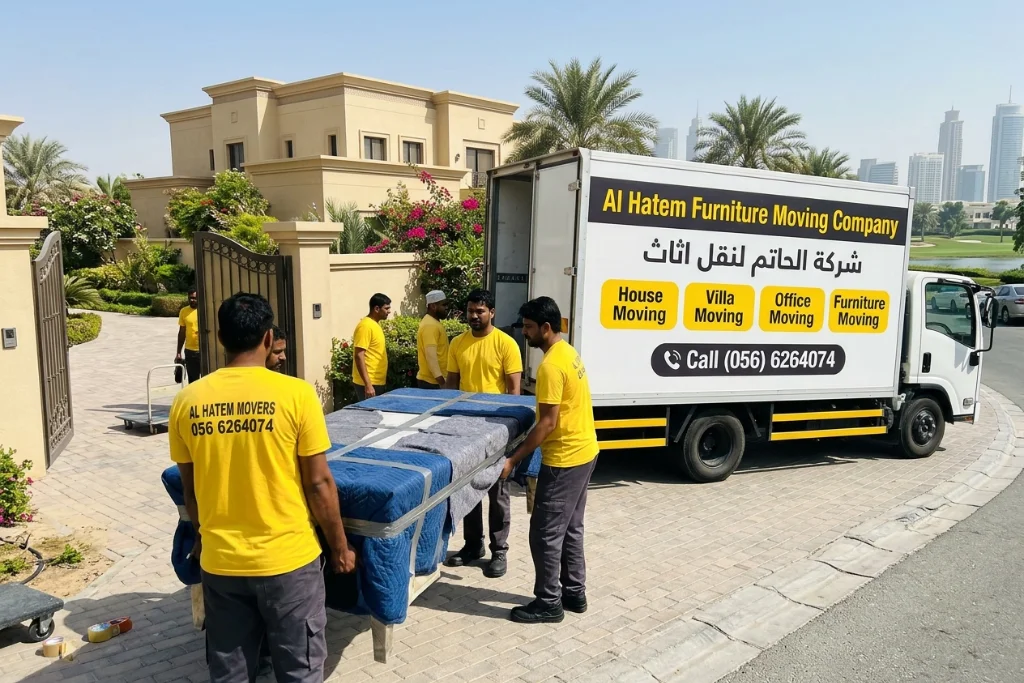 Al Hatem Furniture Moving Company
شركة الحاتم لنقل اثاث
House
Moving
Villa
Moving
Office
Moving
Furniture
Moving
Call (056) 6264074
AL HATEM MOVERS
056 6264074